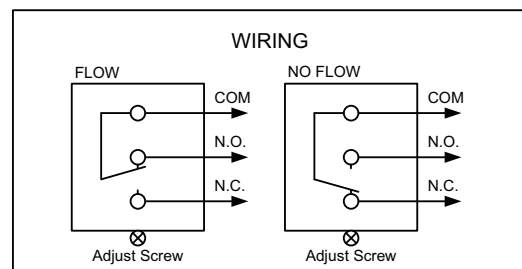 WIRING
FLOW
NO FLOW
COM
COM
N.O.
N.O.
N.C.
N.C.
Adjust Screw
Adjust Screw